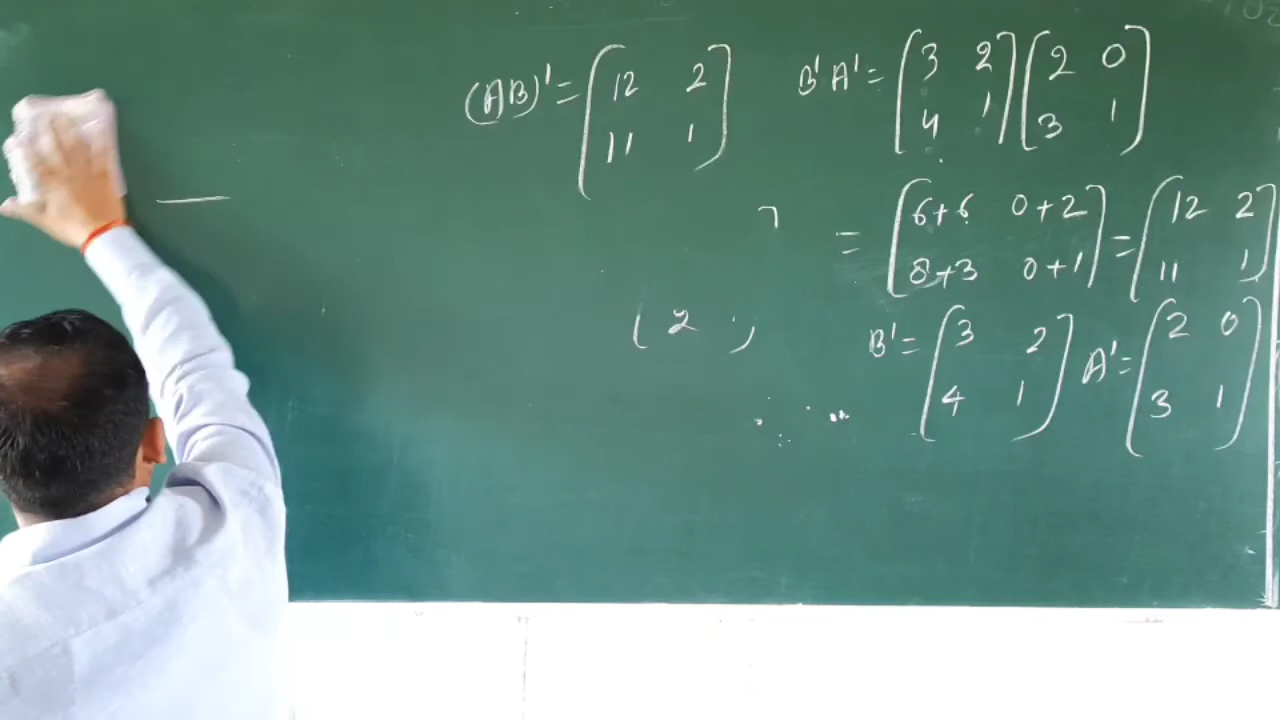 (AB)' = [12 2      B'A' = [3 2] [2 0]
11 1]      [4 1] [3 1]
= [6+6 0+2] = [12 2]
[8+3 0+1]   [11 1]
( 2
B' = [3 2] A' = [2 0]
[4 1]      [3 1]